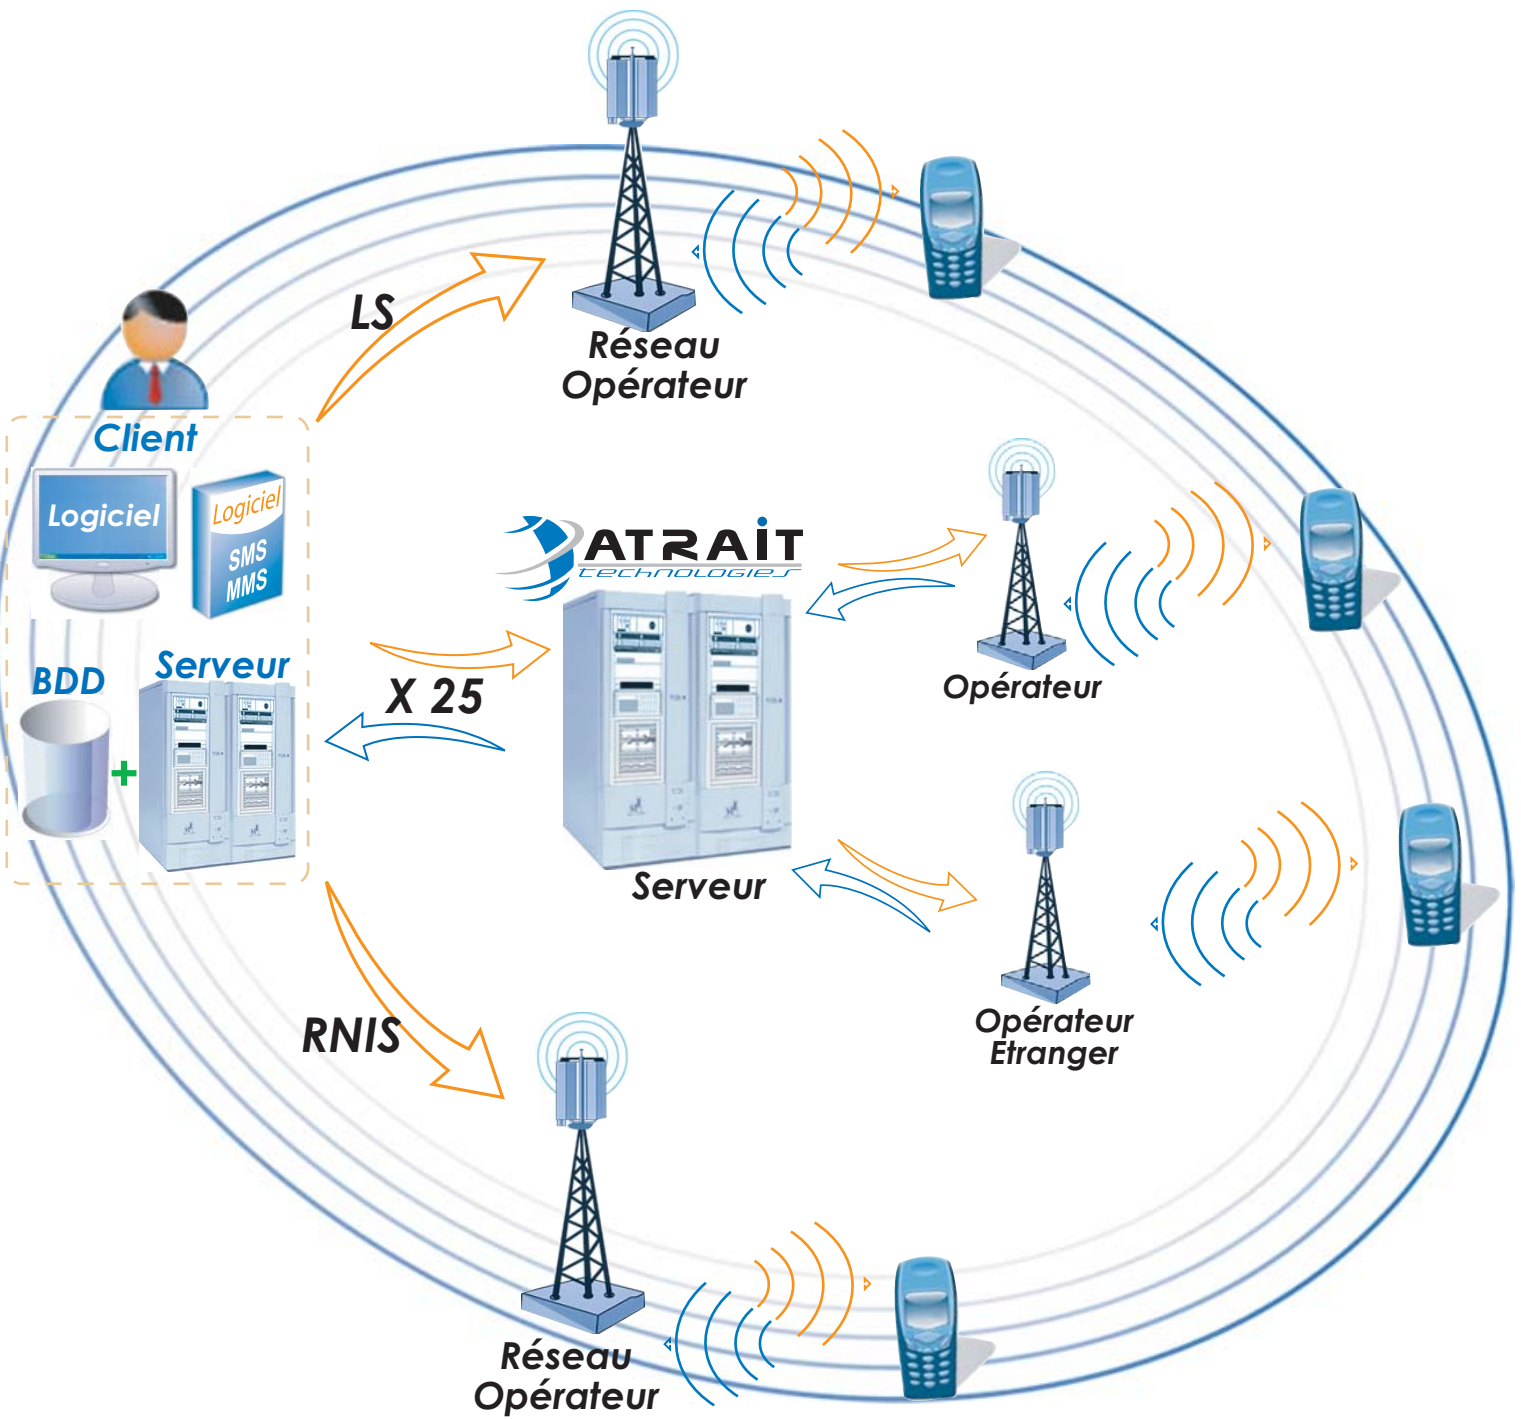 LS
Réseau
Opérateur
Client
Logiciel
Logiciel
SMS
MMS
ATRAiT
TECHNOLOGIES
BDD
Serveur
+
X 25
Opérateur
Serveur
RNIS
Opérateur
Etranger
Réseau
Opérateur